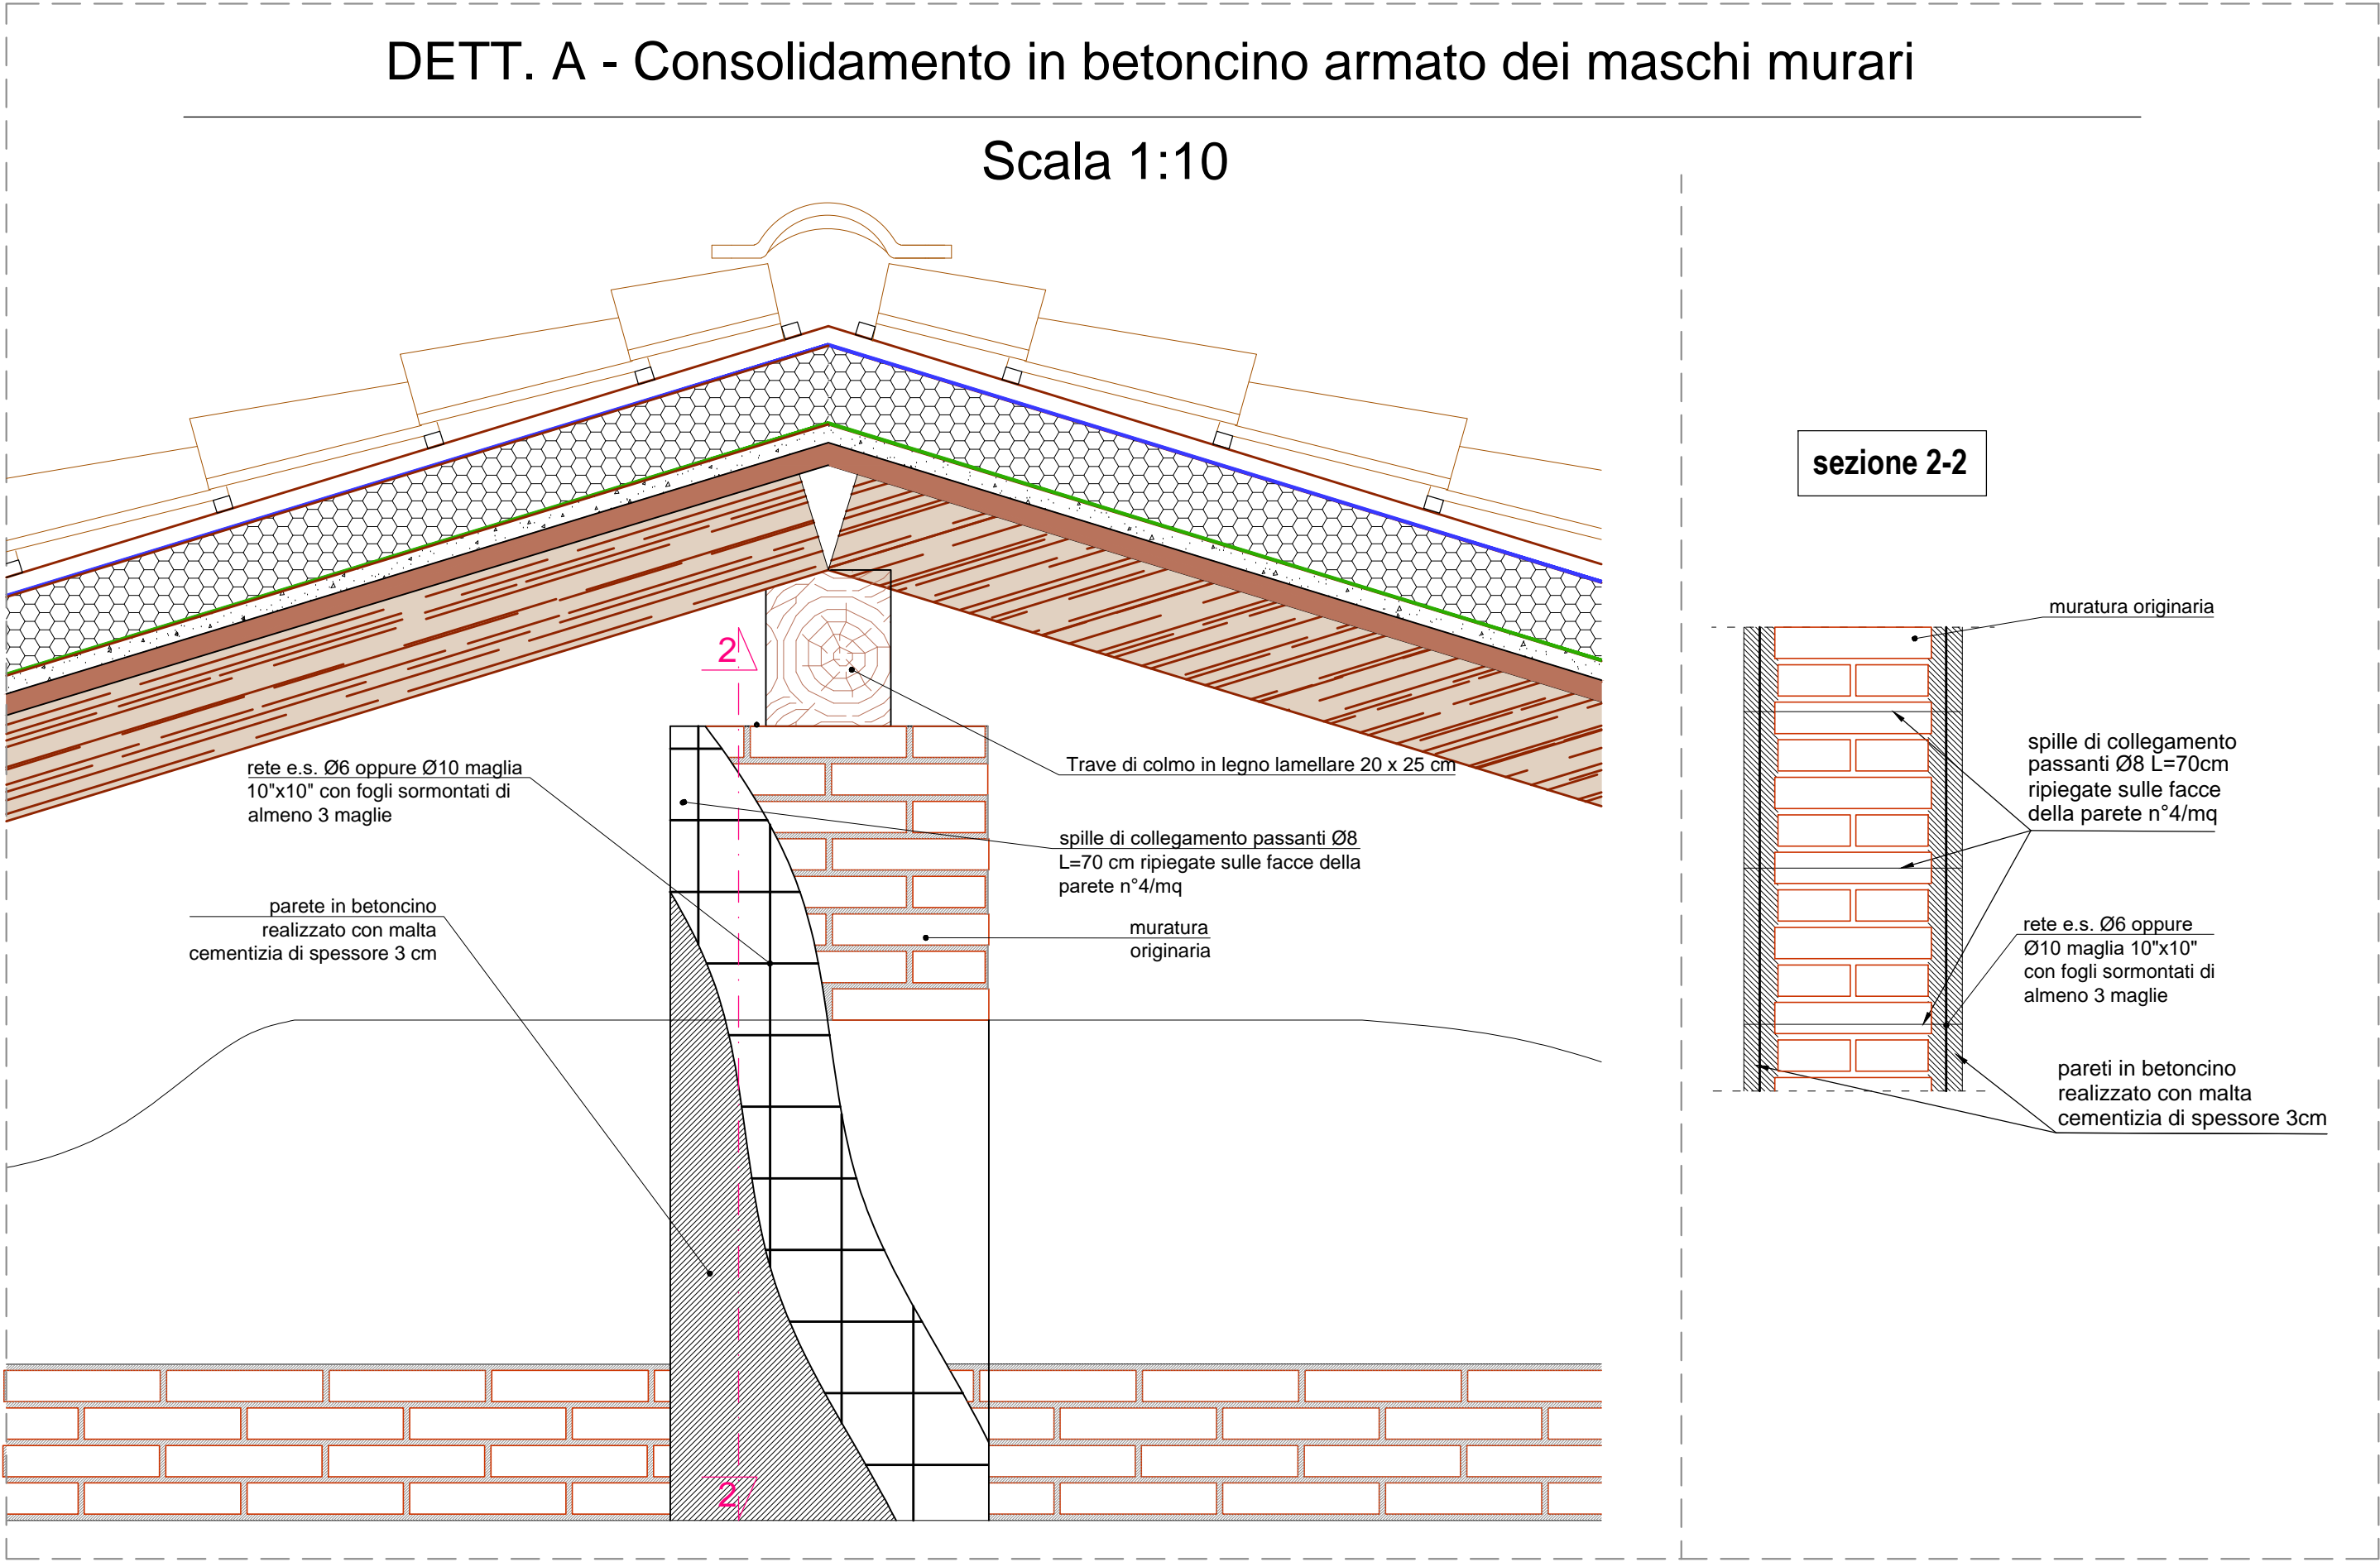 DETT. A - Consolidamento in betoncino armato dei maschi murari
Scala 1:10
2
rete e.s. Ø6 oppure Ø10 maglia
10"x10" con fogli sormontati di
almeno 3 maglie
parete in betoncino
realizzato con malta
cementizia di spessore 3 cm
Trave di colmo in legno lamellare 20 x 25 cm
spille di collegamento passanti Ø8
L=70 cm ripiegate sulle facce della
parete n°4/mq
muratura
originaria
2
sezione 2-2
muratura originaria
spille di collegamento
passanti Ø8 L=70cm
ripiegate sulle facce
della parete n°4/mq
rete e.s. Ø6 oppure
Ø10 maglia 10"x10"
con fogli sormontati di
almeno 3 maglie
pareti in betoncino
realizzato con malta
cementizia di spessore 3cm